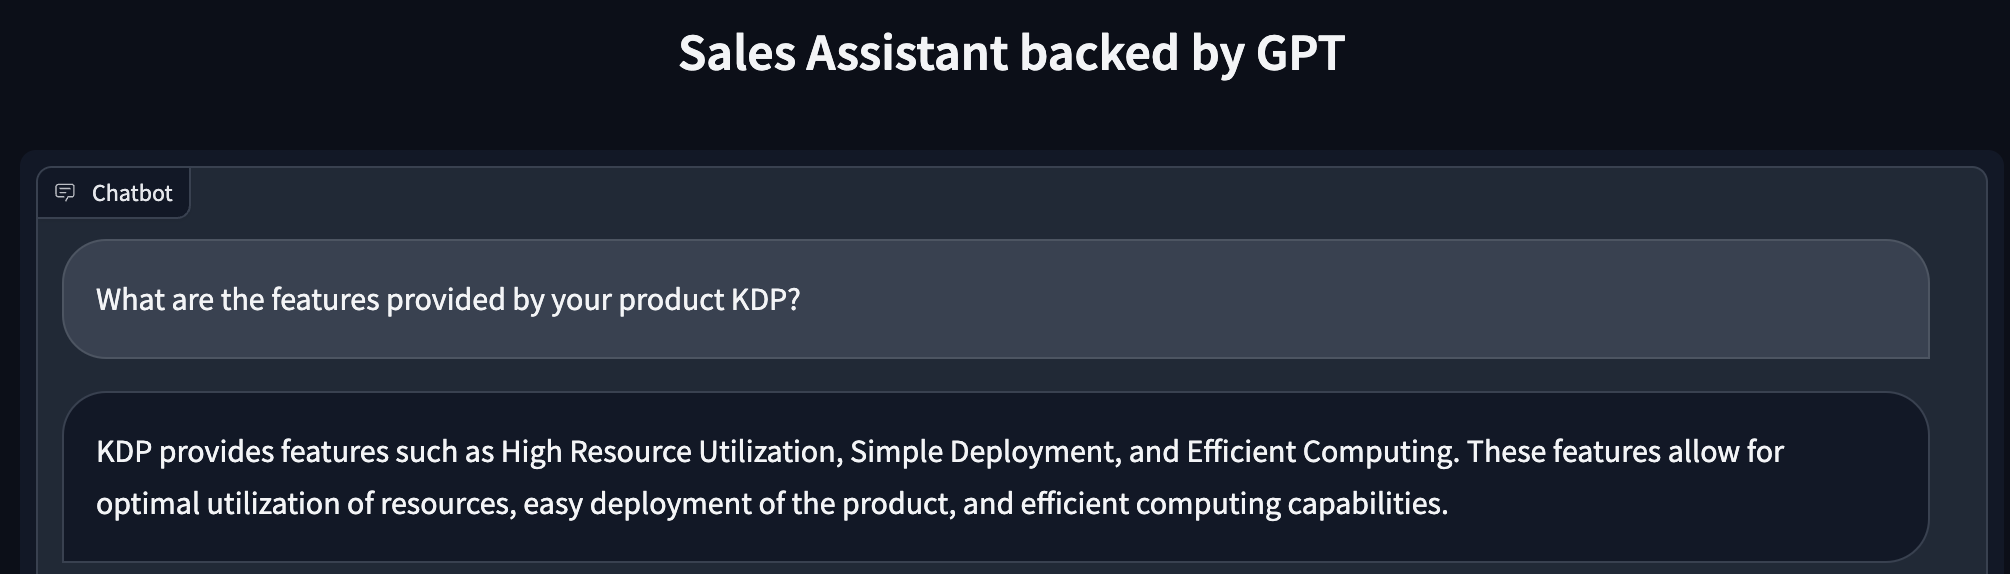 Sales Assistant backed by GPT
Chatbot
What are the features provided by your product KDP?
KDP provides features such as High Resource Utilization, Simple Deployment, and Efficient Computing. These features allow for
optimal utilization of resources, easy deployment of the product, and efficient computing capabilities.